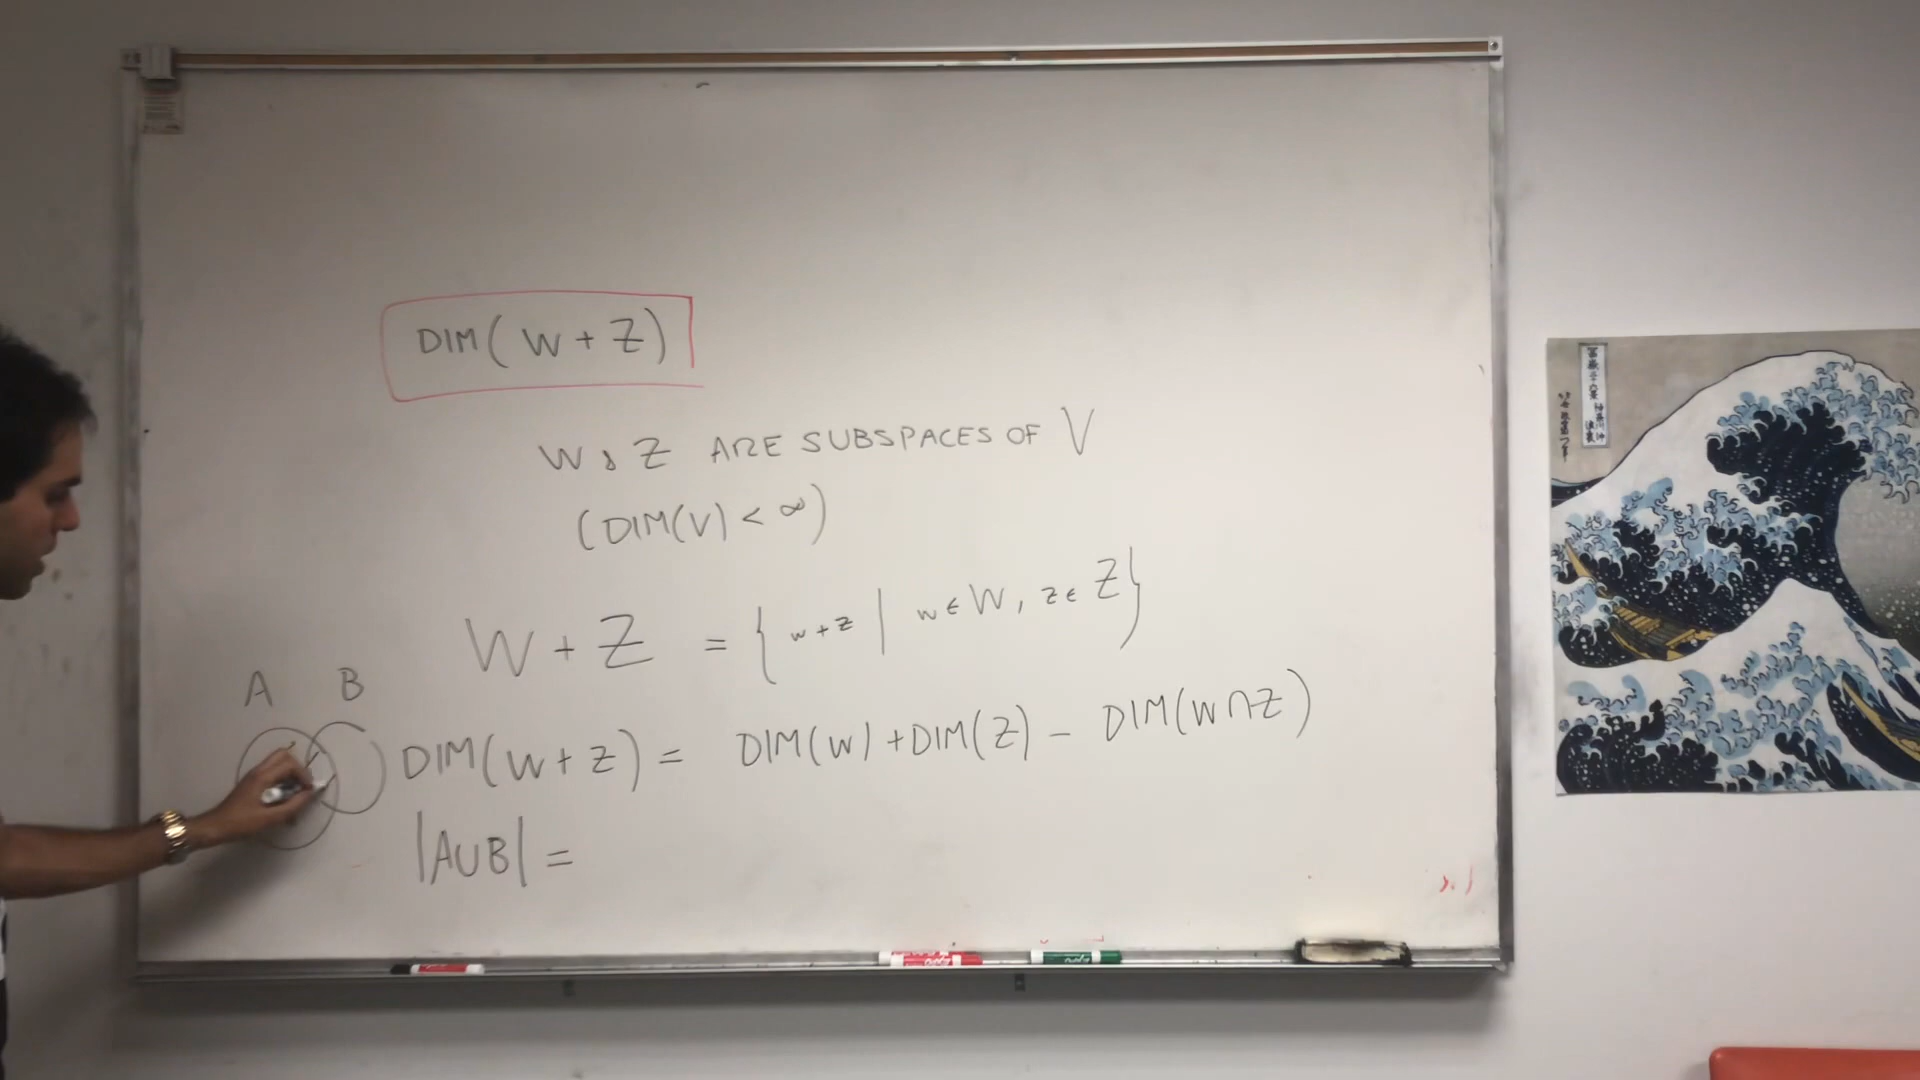 DIM(W+Z)
W & Z ARE SUBSPACES OF V
(DIM(V) < ∞)
W + Z = { w+z | w ∈ W, z ∈ Z }
A B
DIM(W+Z) = DIM(W) + DIM(Z) - DIM(W∩Z)
|A∪B| =